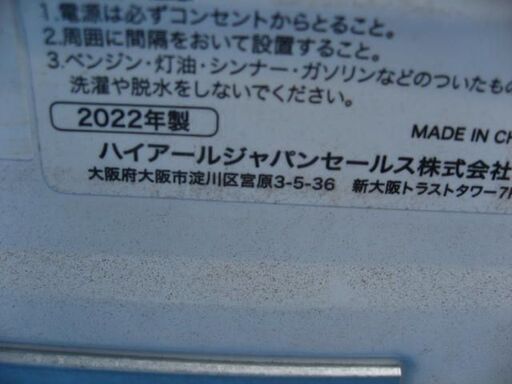 1.電源は必ずコンセントからとること。
2.周囲に間隔をおいて設置すること。
3.ベンジン・灯油・シンナー・ガソリンなどのついたもの
洗濯や脱水をしないでください。
2022年製
MADE IN CH
ハイアールジャパンセールス株式会社
大阪府大阪市淀川区宮原3-5-36 新大阪トラストタワー7F